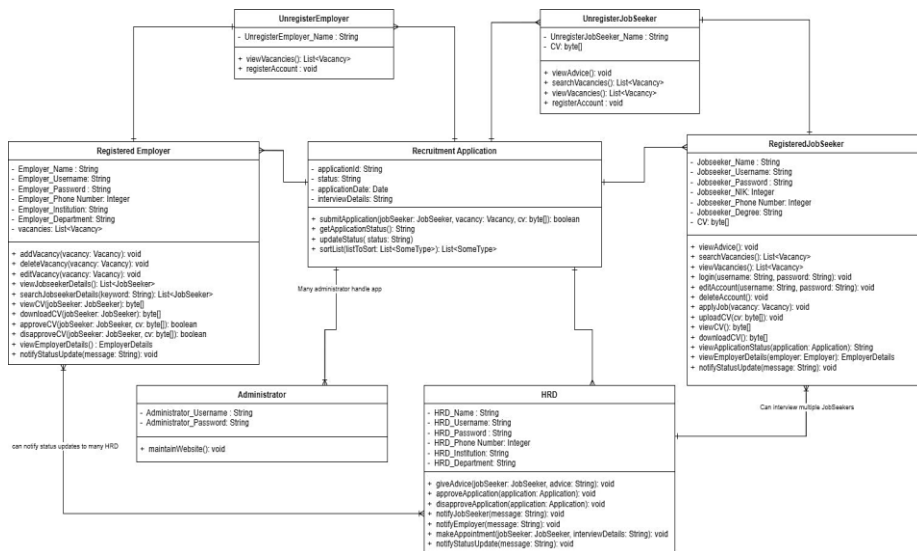 UnregisterEmployer
- UnregisterEmployer_Name : String
+ viewVacancies(): List<Vacancy>
+ registerAccount : void
UnregisterJobSeeker
- UnregisterJobSeeker_Name : String
- CV: byte[]
+ viewAdvice(): void
+ searchVacancies(): List<Vacancy>
+ viewVacancies(): List<Vacancy>
+ registerAccount : void
Registered Employer
- Employer_Name : String
- Employer_Username: String
- Employer_Password : String
- Employer_Phone Number: Integer
- Employer_Institution: String
- Employer_Department: String
- vacancies: List<Vacancy>
+ addVacancy(vacancy: Vacancy): void
+ deleteVacancy(vacancy: Vacancy): void
+ editVacancy(vacancy: Vacancy): void
+ viewJobseekerDetails(): List<JobSeeker>
+ searchJobseekerDetails(keyword: String): List<JobSeeker>
+ viewCV(jobSeeker: JobSeeker): byte[]
+ downloadCV(jobSeeker: JobSeeker): byte[]
+ approveCV(jobSeeker: JobSeeker, cv: byte[]): boolean
+ disapproveCV(jobSeeker: JobSeeker, cv: byte[]): boolean
+ viewEmployerDetails() : EmployerDetails
+ notifyStatusUpdate(message: String): void
Recruitment Application
- applicationId: String
- status: String
- applicationDate: Date
- interviewDetails: String
+ submitApplication(jobSeeker: JobSeeker, vacancy: Vacancy, cv: byte[]): boolean
+ getApplicationStatus(): String
+ updateStatus( status: String)
+ sortList(listToSort: List<SomeType>): List<SomeType>
RegisteredJobSeeker
- Jobseeker_Name : String
- Jobseeker_Username: String
- Jobseeker_Password : String
- Jobseeker_NIK: Integer
- Jobseeker_Phone Number: Integer
- Jobseeker_Degree: String
- CV: byte[]
+ viewAdvice(): void
+ searchVacancies(): List<Vacancy>
+ viewVacancies(): List<Vacancy>
+ login(username: String, password: String): void
+ editAccount(username: String, password: String): void
+ deleteAccount(): void
+ applyJob(vacancy: Vacancy): void
+ uploadCV(cv: byte[]): void
+ viewCV(): byte[]
+ downloadCV(): byte[]
+ viewApplicationStatus(application: Application): String
+ viewEmployerDetails(employer: Employer): EmployerDetails
+ notifyStatusUpdate(message: String): void
Many administrator handle app
Administrator
- Administrator_Username : String
- Administrator_Password: String
+ maintainWebsite(): void
HRD
- HRD_Name : String
- HRD_Username: String
- HRD_Password : String
- HRD_Phone Number: Integer
- HRD_Institution: String
- HRD_Department: String
+ giveAdvice(jobSeeker: JobSeeker, advice: String): void
+ approveApplication(application: Application): void
+ disapproveApplication(application: Application): void
+ notifyJobSeeker(message: String): void
+ notifyEmployer(message: String): void
+ makeAppointment(jobSeeker: JobSeeker, interviewDetails: String): void
+ notifyStatusUpdate(message: String): void
Can interview multiple JobSeekers
can notify status updates to many HRD